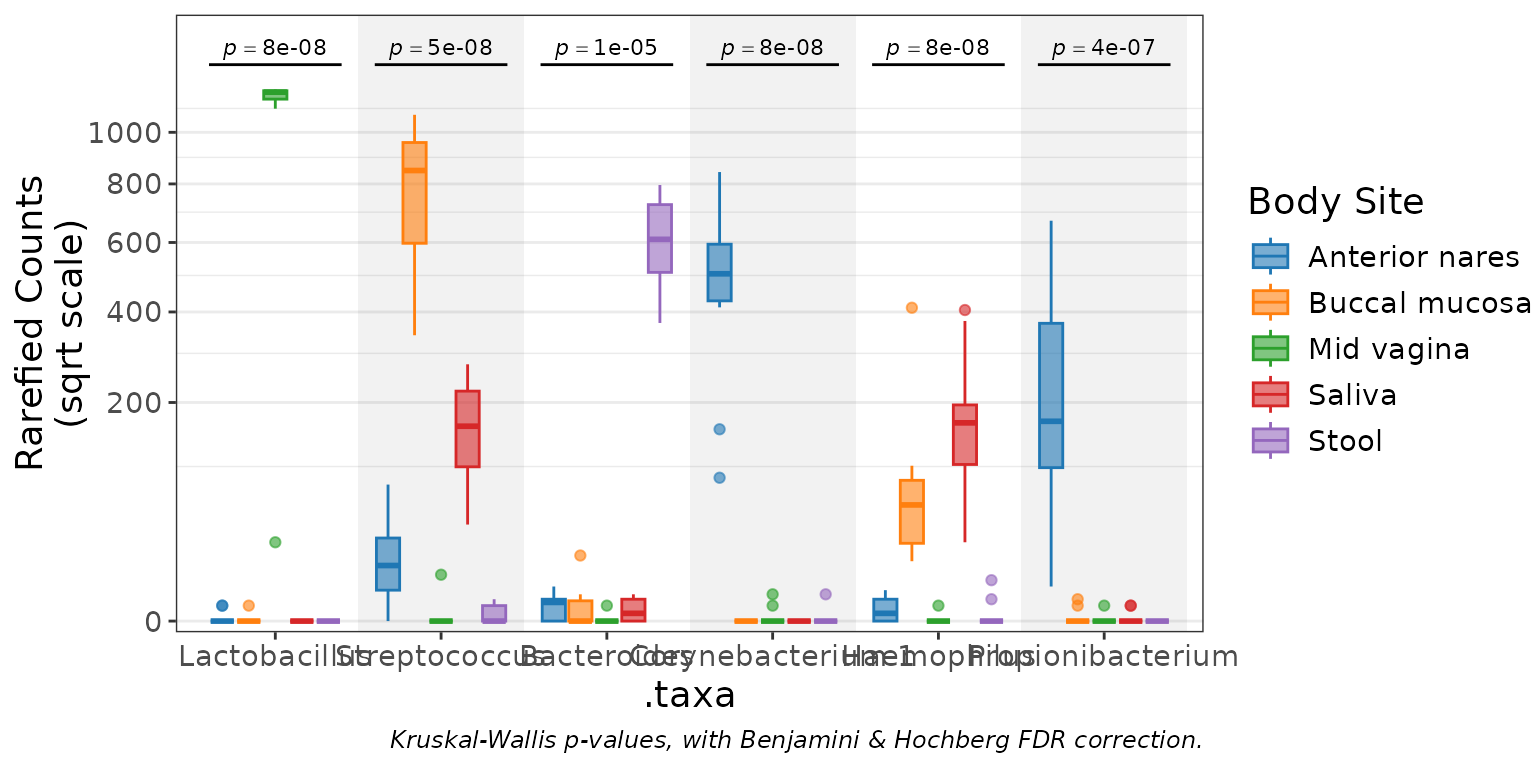 p = 8e-08
p = 5e-08
p = 1e-05
p = 8e-08
p = 8e-08
p = 4e-07
Rarefied Counts
(sqrt scale)
1000
800
600
400
200
0
Lactobacillus
Streptococcus
Bacteroides
Corynebacterium.1
Haemophilus
Propionibacterium
.taxa
Kruskal-Wallis p-values, with Benjamini & Hochberg FDR correction.
Body Site
Anterior nares
Buccal mucosa
Mid vagina
Saliva
Stool